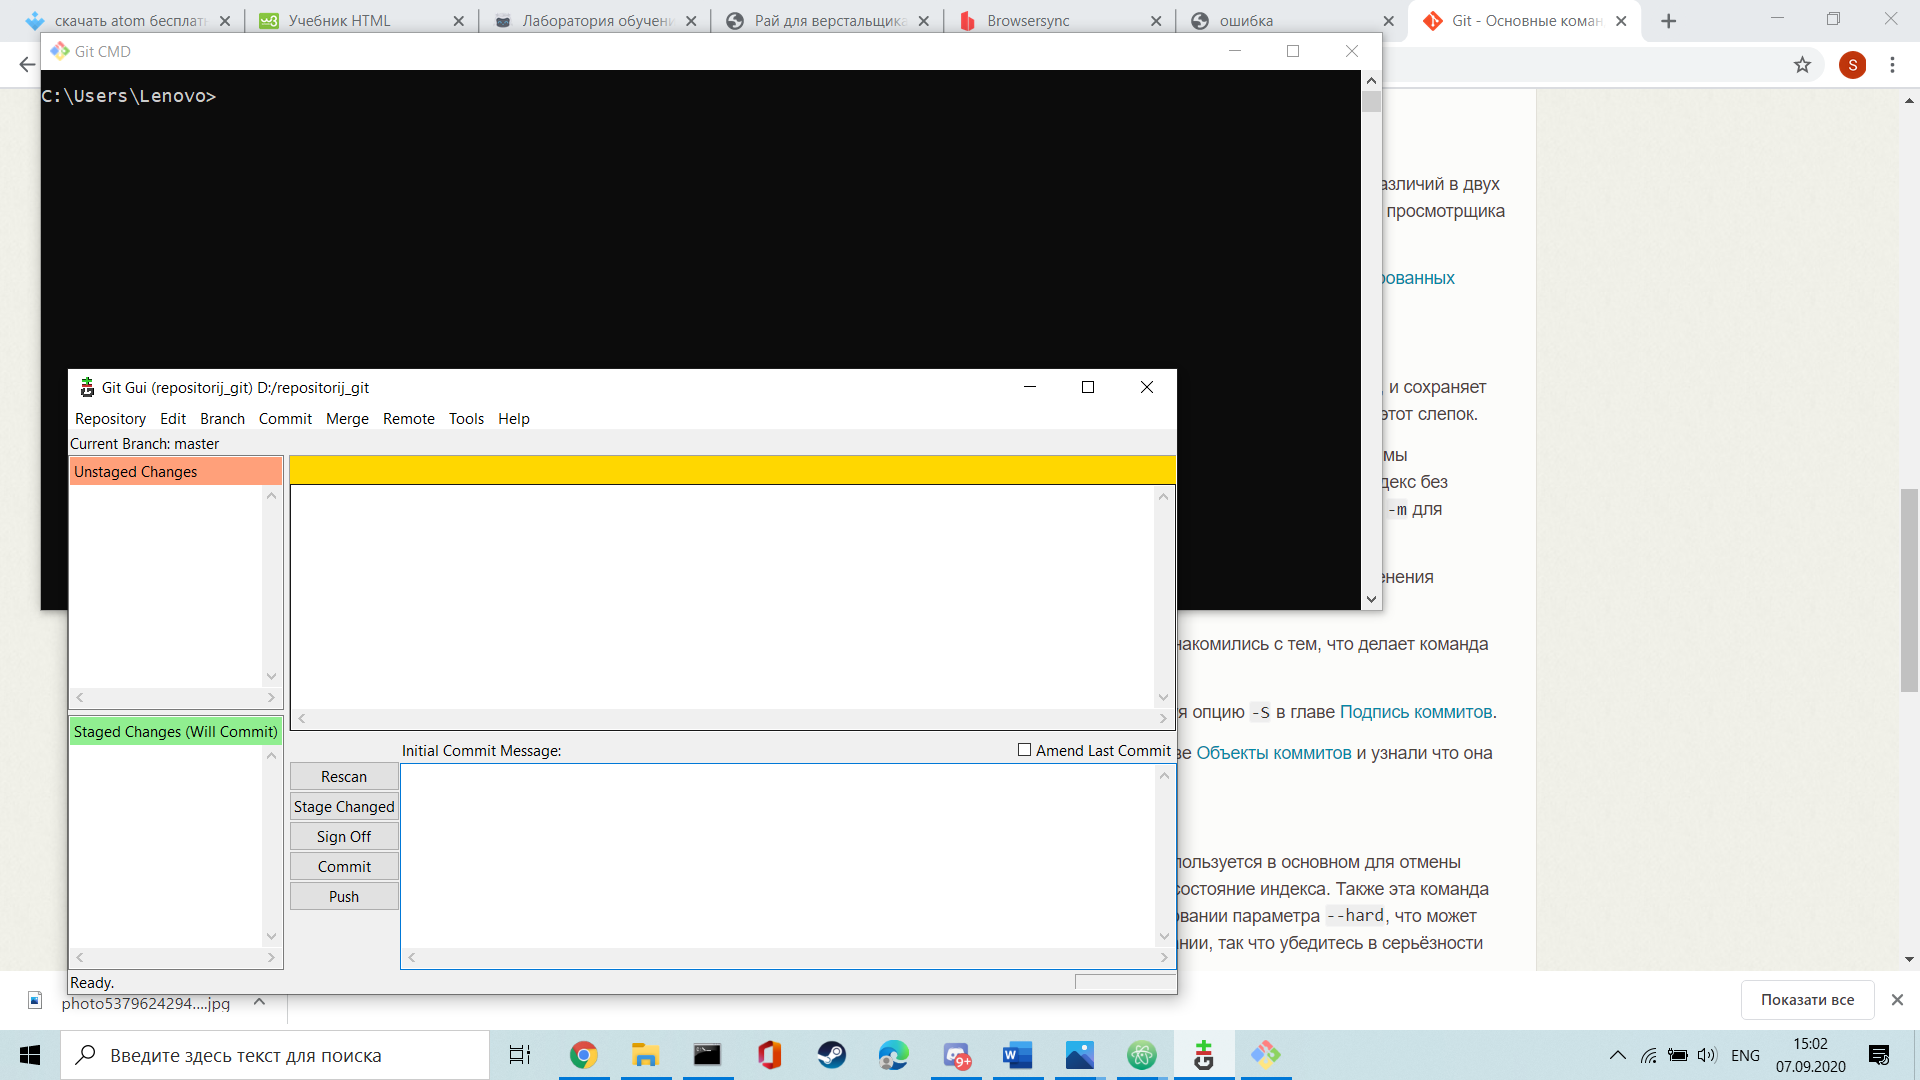 скачать atom бесплать
Учебник HTML
Лаборатория обучени
Рай для верстальщика
Browsersync
ошибка
Git - Основные коман
Git CMD
S
C:\Users\Lenovo>
азличий в двух
просмотрщика
рованных
, и сохраняет
этот слепок.
мы
декс без
-m для
енения
накомились с тем, что делает команда
я опцию -S в главе Подпись коммитов.
ве Объекты коммитов и узнали что она
пользуется в основном для отмены
состояние индекса. Также эта команда
вании параметра --hard, что может
нии, так что убедитесь в серьёзности
Git Gui (repositorij_git) D:/repositorij_git
Repository Edit Branch Commit Merge Remote Tools Help
Current Branch: master
Unstaged Changes
Staged Changes (Will Commit)
Initial Commit Message:
Amend Last Commit
Rescan
Stage Changed
Sign Off
Commit
Push
Ready.
photo5379624294....jpg
Показати все
Введите здесь текст для поиска
9+
ENG
15:02
07.09.2020